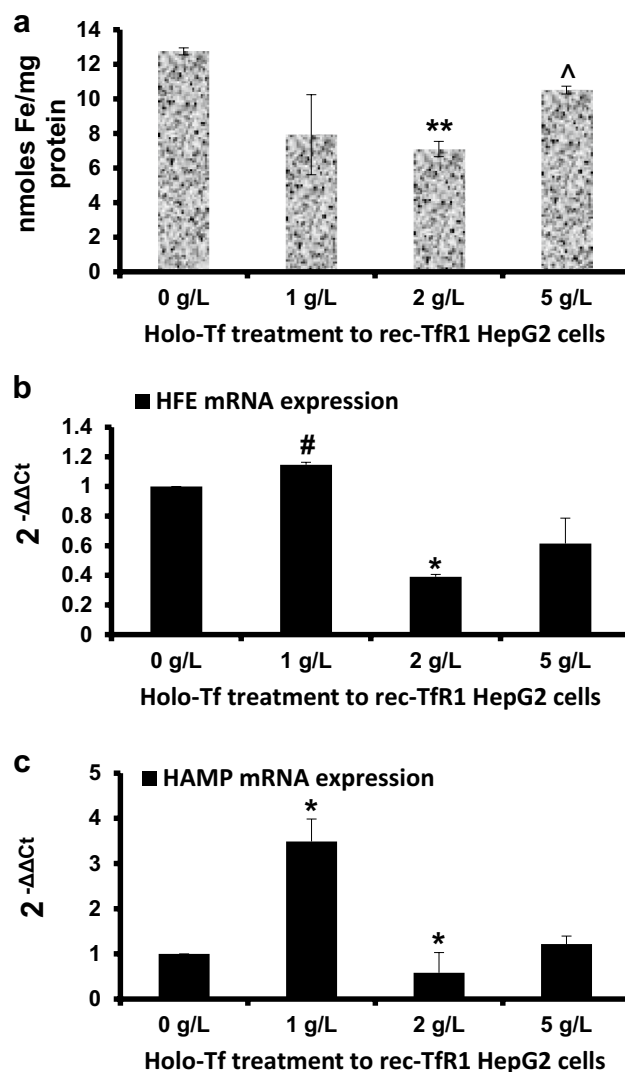 a
nmoles Fe/mg
protein
14
12
10
8
6
4
2
0
**
^
0 g/L 1 g/L 2 g/L 5 g/L
Holo-Tf treatment to rec-TfR1 HepG2 cells
b
HFE mRNA expression
2 -ΔΔCt
1.4
1.2
1
0.8
0.6
0.4
0.2
0
#
*
0 g/L 1 g/L 2 g/L 5 g/L
Holo-Tf treatment to rec-TfR1 HepG2 cells
c
HAMP mRNA expression
2 -ΔΔCt
5
4
3
2
1
0
*
*
0 g/L 1 g/L 2 g/L 5 g/L
Holo-Tf treatment to rec-TfR1 HepG2 cells